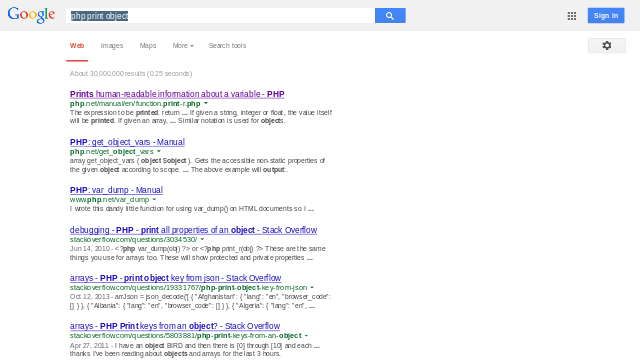 Google
php print object
Sign in
Web Images Maps More Search tools
About 30,000,000 results (0.25 seconds)
Prints human-readable information about a variable - PHP
php.net/manual/en/function.print-r.php
The expression to be printed. return .... If given a string, integer or float, the value itself
will be printed. If given an array, .... Similar notation is used for objects.
PHP: get_object_vars - Manual
php.net/get_object_vars
array get_object_vars ( object $object ). Gets the accessible non-static properties of
the given object according to scope. .... The above example will output:.
PHP: var_dump - Manual
www.php.net/var_dump
I wrote this dandy little function for using var_dump() on HTML documents so I ....
debugging - PHP - print all properties of an object - Stack Overflow
stackoverflow.com/questions/3034530/
Jun 14, 2010 - <?php var_dump(obj) ?> or <?php print_r(obj) ?> These are the same
things you use for arrays too. These will show protected and private properties ....
arrays - PHP - print object key from json - Stack Overflow
stackoverflow.com/questions/19331767/php-print-object-key-from-json
Oct 12, 2013 - arrJson = json_decode('[ { "Afghanistan": { "lang": "en", "browser_code":
[] } }, { "Albania": { "lang": "en", "browser_code": [] } }, { "Algeria": { "lang": "en", ....
arrays - PHP Print keys from an object? - Stack Overflow
stackoverflow.com/questions/5803881/php-print-keys-from-an-object
Apr 27, 2011 - I have an object BIRD and then there is [0] through [10] and each ....
thanks I've been reading about objects and arrays for the last 3 hours.